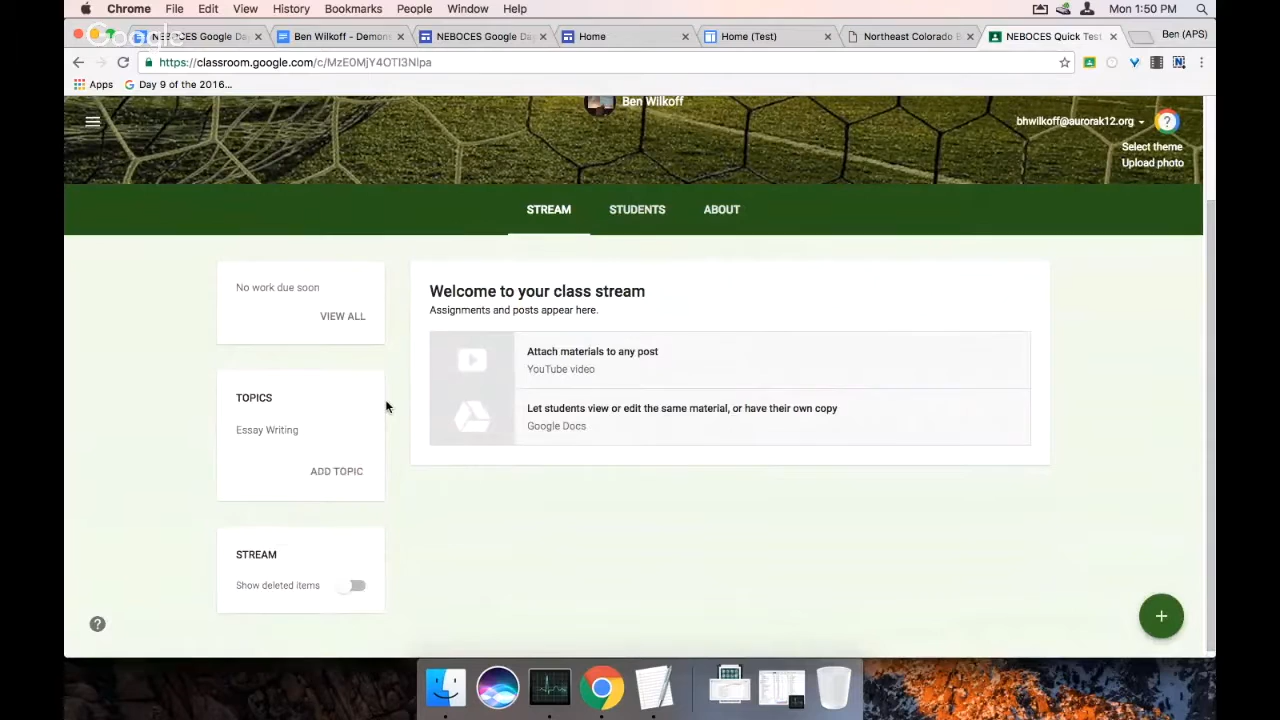 Chrome File Edit View History Bookmarks People Window Help Mon 1:50 PM
Google
NEBOCES Google Da Ben Wilkoff - Demons NEBOCES Google Da Home Home (Test) Northeast Colorado B NEBOCES Quick Test Ben (APS)
https://classroom.google.com/c/MzE0MjY4OTI3Nlpa
Apps Day 9 of the 2016...
Ben Wilkoff
bhwilkoff@aurorak12.org
Select theme
Upload photo
STREAM STUDENTS ABOUT
No work due soon
VIEW ALL
TOPICS
Essay Writing
ADD TOPIC
STREAM
Show deleted items
Welcome to your class stream
Assignments and posts appear here.
Attach materials to any post
YouTube video
Let students view or edit the same material, or have their own copy
Google Docs